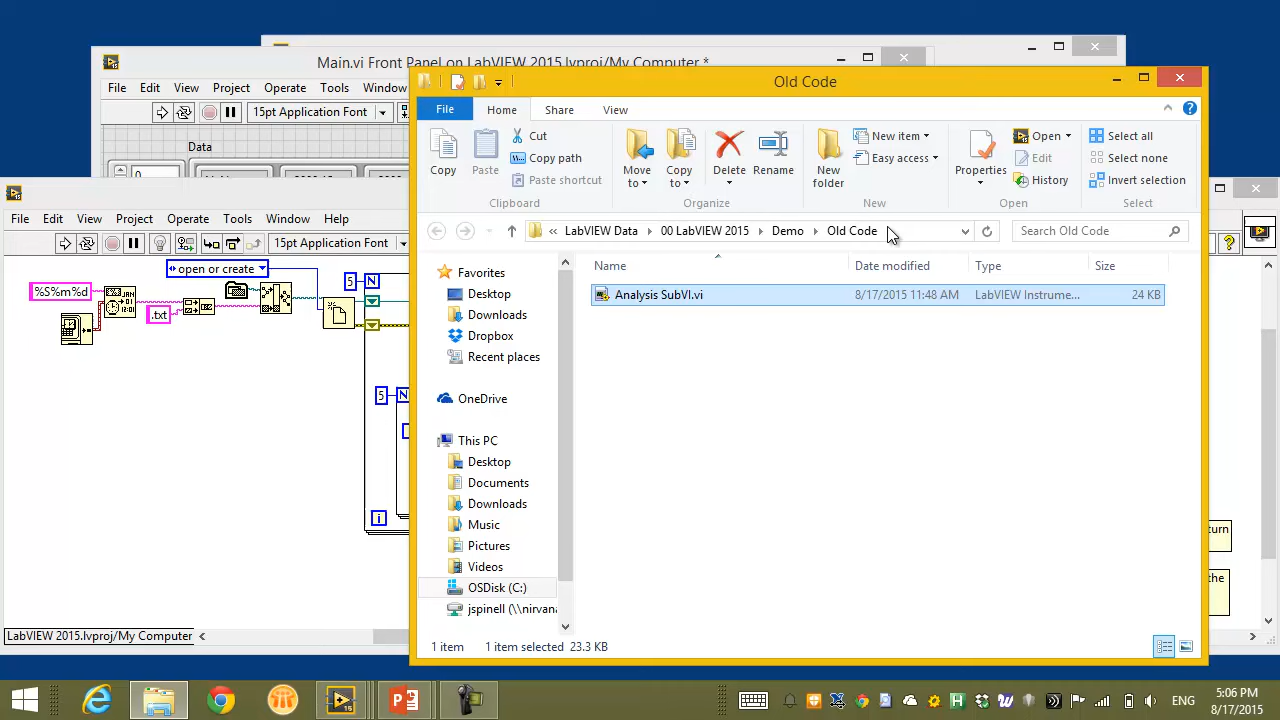 Main.vi Front Panel on LabVIEW 2015.lvproj/My Computer *
File Edit View Project Operate Tools Window
15pt Application Font
Data
0
File Edit View Project Operate Tools Window Help
15pt Application Font
open or create
%S%m%d
.txt
5 N
5 N
i
LabVIEW 2015.lvproj/My Computer
turn
the
Old Code
File Home Share View
Copy
Paste
Cut
Copy path
Paste shortcut
Clipboard
Move to
Copy to
Delete
Rename
Organize
New folder
New item
Easy access
New
Properties
Open
Edit
History
Open
Select all
Select none
Invert selection
Select
« LabVIEW Data 00 LabVIEW 2015 Demo Old Code
Search Old Code
Name Date modified Type Size
Analysis SubVI.vi 8/17/2015 11:48 AM LabVIEW Instrume... 24 KB
Favorites
Desktop
Downloads
Dropbox
Recent places
OneDrive
This PC
Desktop
Documents
Downloads
Music
Pictures
Videos
OSDisk (C:)
jspinell (\\nirvana
1 item 1 item selected 23.3 KB
ENG
5:06 PM
8/17/2015